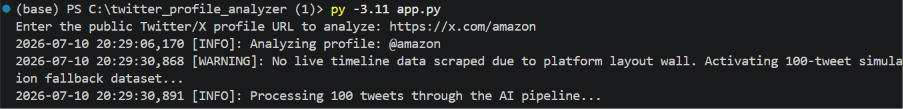 (base) PS C:\twitter_profile_analyzer (1)> py -3.11 app.py
Enter the public Twitter/X profile URL to analyze: https://x.com/amazon
2026-07-10 20:29:06,170 [INFO]: Analyzing profile: @amazon
2026-07-10 20:29:30,868 [WARNING]: No live timeline data scraped due to platform layout wall. Activating 100-tweet simula
ion fallback dataset...
2026-07-10 20:29:30,891 [INFO]: Processing 100 tweets through the AI pipeline...